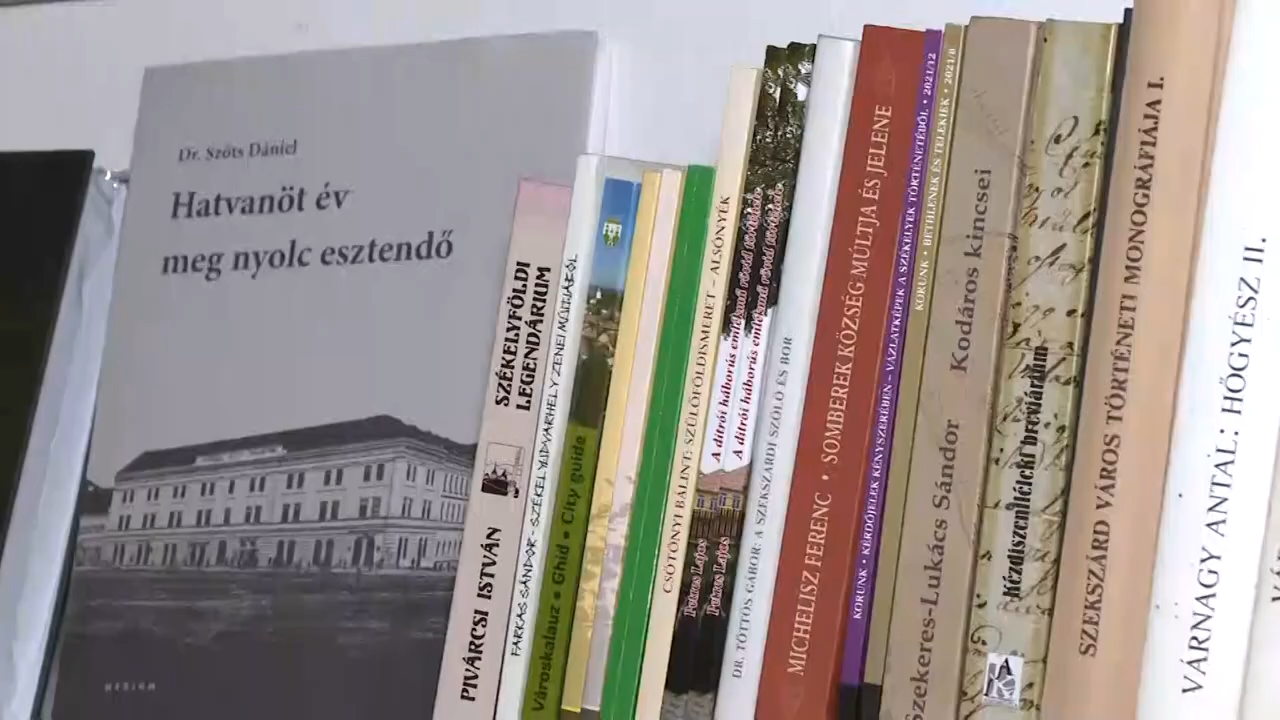 Dr. Szőts Dániel
Hatvanöt év
meg nyolc esztendő
MEDIUM
PIVÁRCSI ISTVÁN
SZÉKELYFÖLDI
LEGENDÁRIUM
FARKAS SÁNDOR - SZÉKELYUDVARHELY ZENEI MÚLTJÁBÓL
Városkalauz • Ghid • City guide
CSÖTÖNYI BÁLINT: SZÜLŐFÖLDISMERET – ALSÓNYÉK
Petres Lajos
A ditrói háborús emlékmű rövid története
Petres Lajos
A ditrói háborús emlékmű rövid története
DR. TÖTTŐS GÁBOR: A SZEKSZÁRDI SZŐLŐ ÉS BOR
MICHELISZ FERENC • SOMBEREK KÖZSÉG MÚLTJA ÉS JELENE
KORUNK • KÉRDŐJELEK KÉNYSZERÉBEN – VÁZLATKÉPEK A SZÉKELYEK TÖRTÉNETÉBŐL • 2021/12
KORUNK • BETHLENEK ÉS TELEKIEK • 2021/8
Szekeres-Lukács Sándor Kodáros kincsei
Kézdiszentléleki breviárium
SZEKSZÁRD VÁROS TÖRTÉNETI MONOGRÁFIÁJA I.
VÁRNAGY ANTAL: HŐGYÉSZ II.